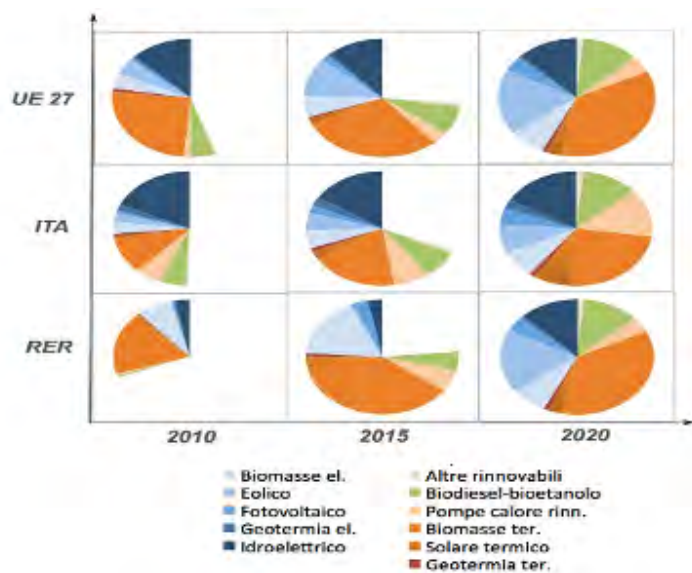 UE 27
ITA
RER
2010 2015 2020
Biomasse el. Altre rinnovabili
Eolico Biodiesel-bioetanolo
Fotovoltaico Pompe calore rinn.
Geotermia el. Biomasse ter.
Idroelettrico Solare termico
Geotermia ter.